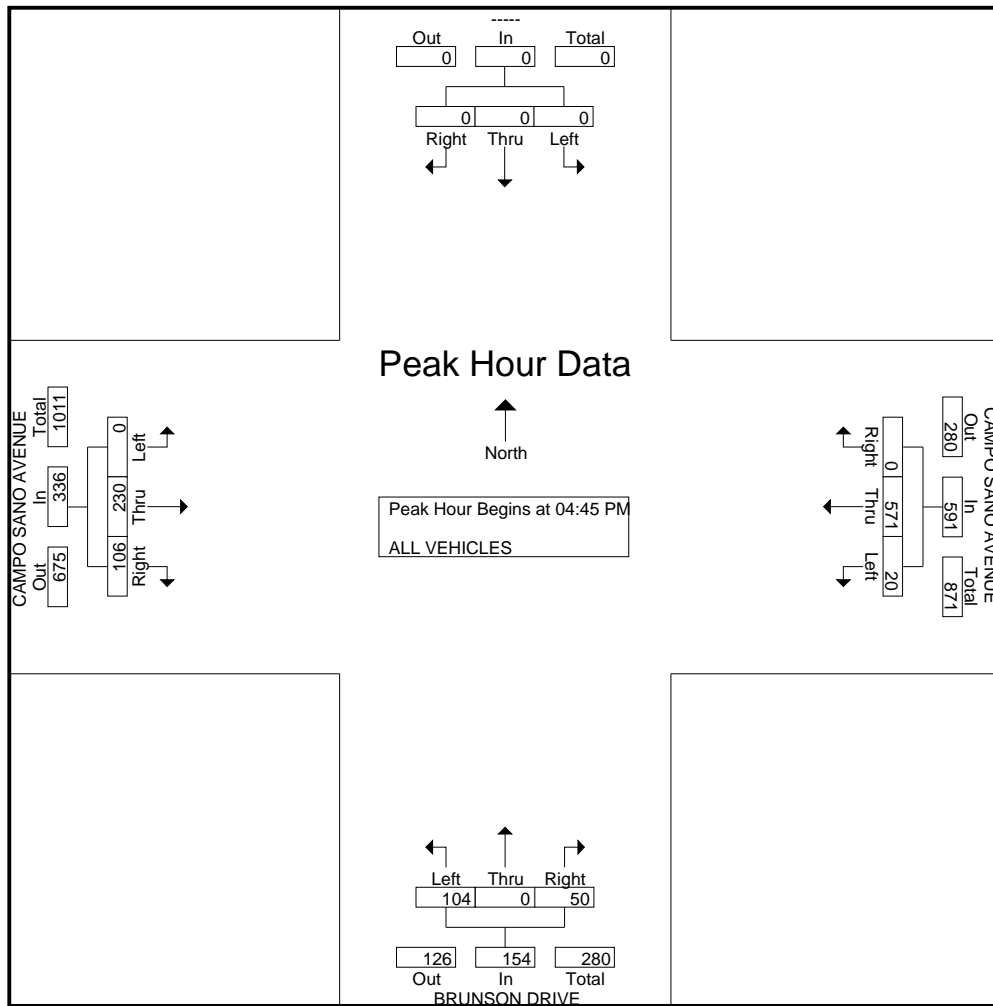 -----
Out In Total
0 0 0
0 0 0
Right Thru Left
Peak Hour Data
North
Peak Hour Begins at 04:45 PM
ALL VEHICLES
CAMPO SANO AVENUE
Out In Total
675 336 1011
Right Thru Left
106 230 0
CAMPO SANO AVENUE
Out In Total
280 591 871
Right Thru Left
0 571 20
Left Thru Right
104 0 50
126 154 280
Out In Total
BRUNSON DRIVE